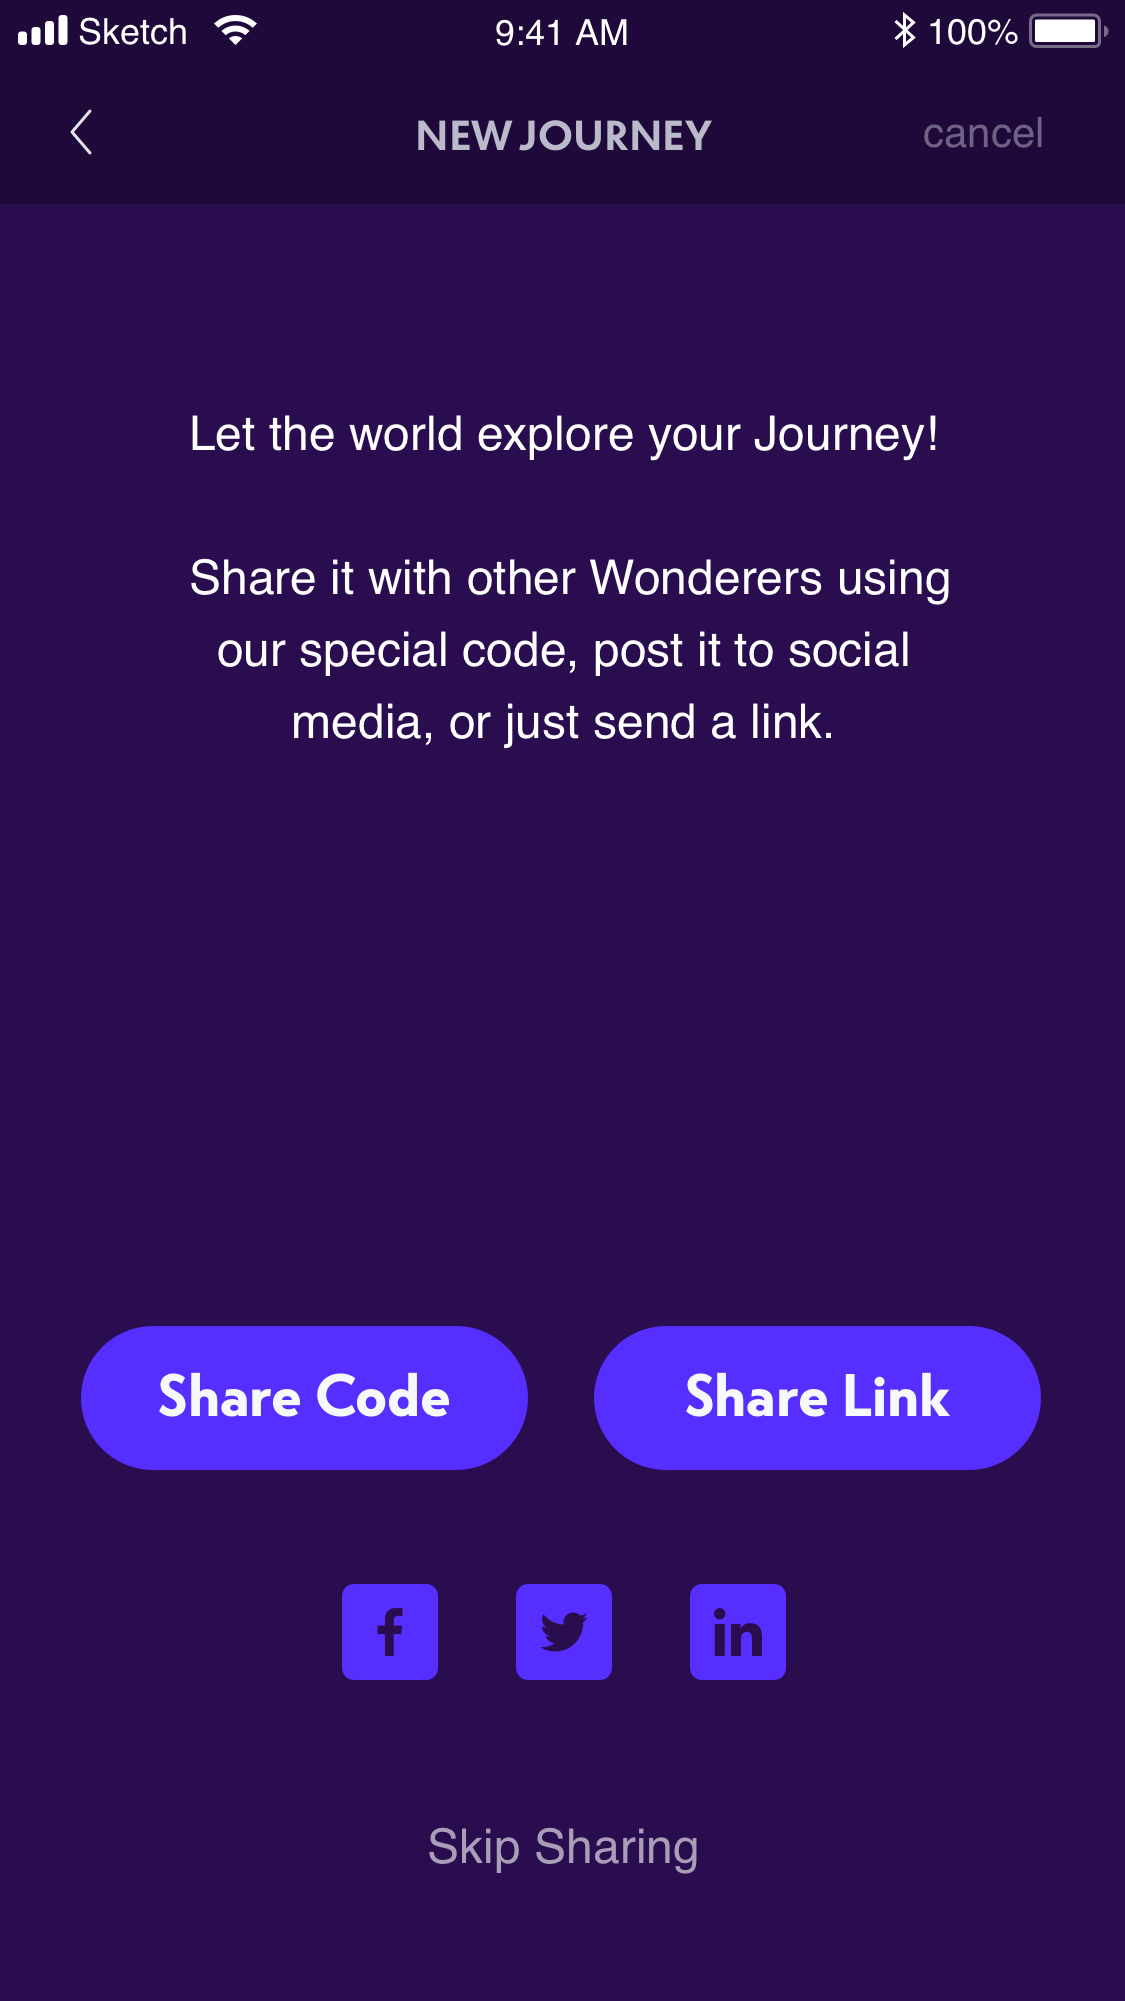 Sketch 9:41 AM 100%
NEW JOURNEY cancel
Let the world explore your Journey!
Share it with other Wonderers using
our special code, post it to social
media, or just send a link.
Share Code Share Link
f in
Skip Sharing